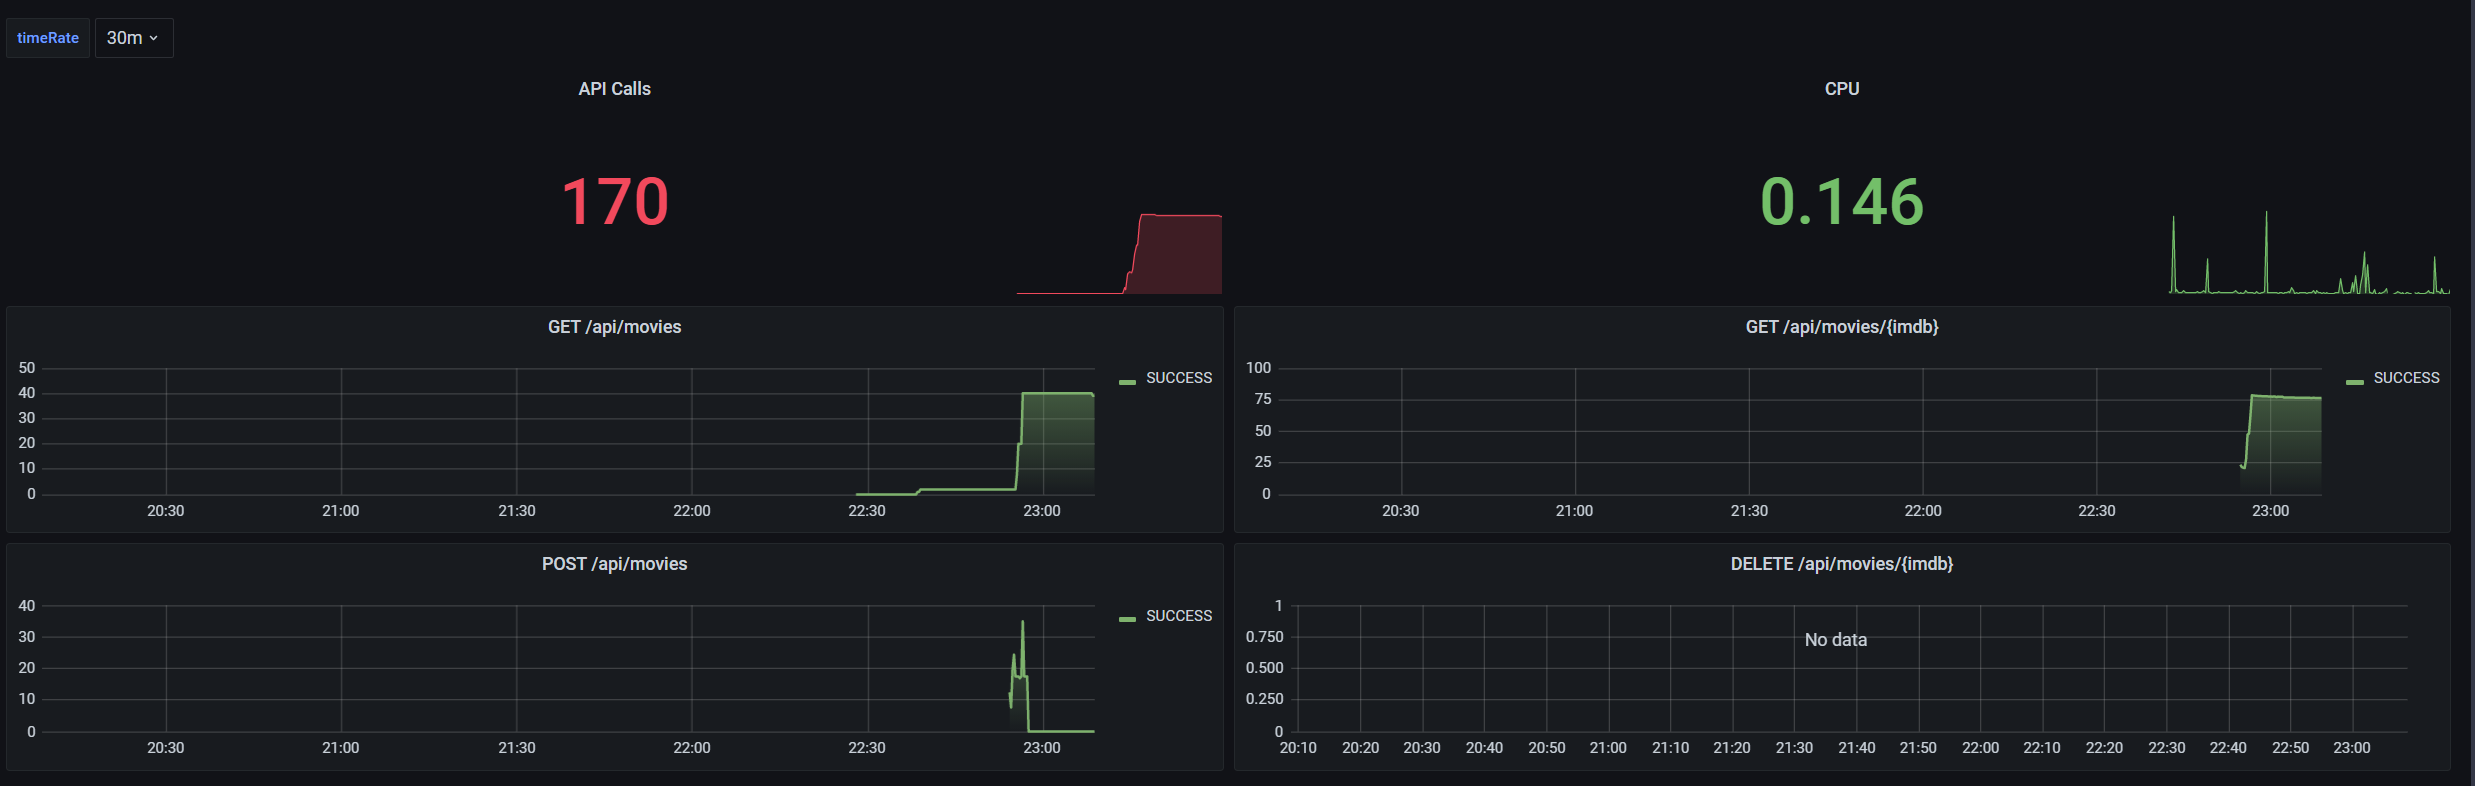 timeRate 30m
API Calls
170
CPU
0.146
GET /api/movies
50
40
30
20
10
0
20:30 21:00 21:30 22:00 22:30 23:00
SUCCESS
GET /api/movies/{imdb}
100
75
50
25
0
20:30 21:00 21:30 22:00 22:30 23:00
SUCCESS
POST /api/movies
40
30
20
10
0
20:30 21:00 21:30 22:00 22:30 23:00
SUCCESS
DELETE /api/movies/{imdb}
1
0.750
0.500
0.250
0
No data
20:10 20:20 20:30 20:40 20:50 21:00 21:10 21:20 21:30 21:40 21:50 22:00 22:10 22:20 22:30 22:40 22:50 23:00